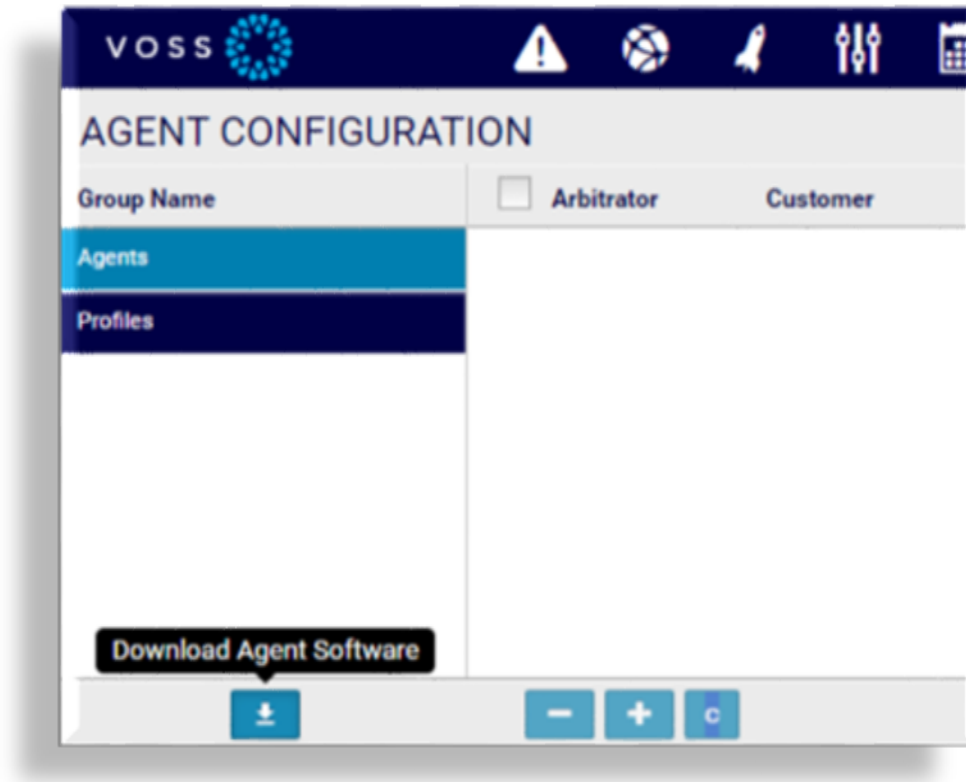 VOSS
AGENT CONFIGURATION
Group Name
Arbitrator Customer
Agents
Profiles
Download Agent Software
C